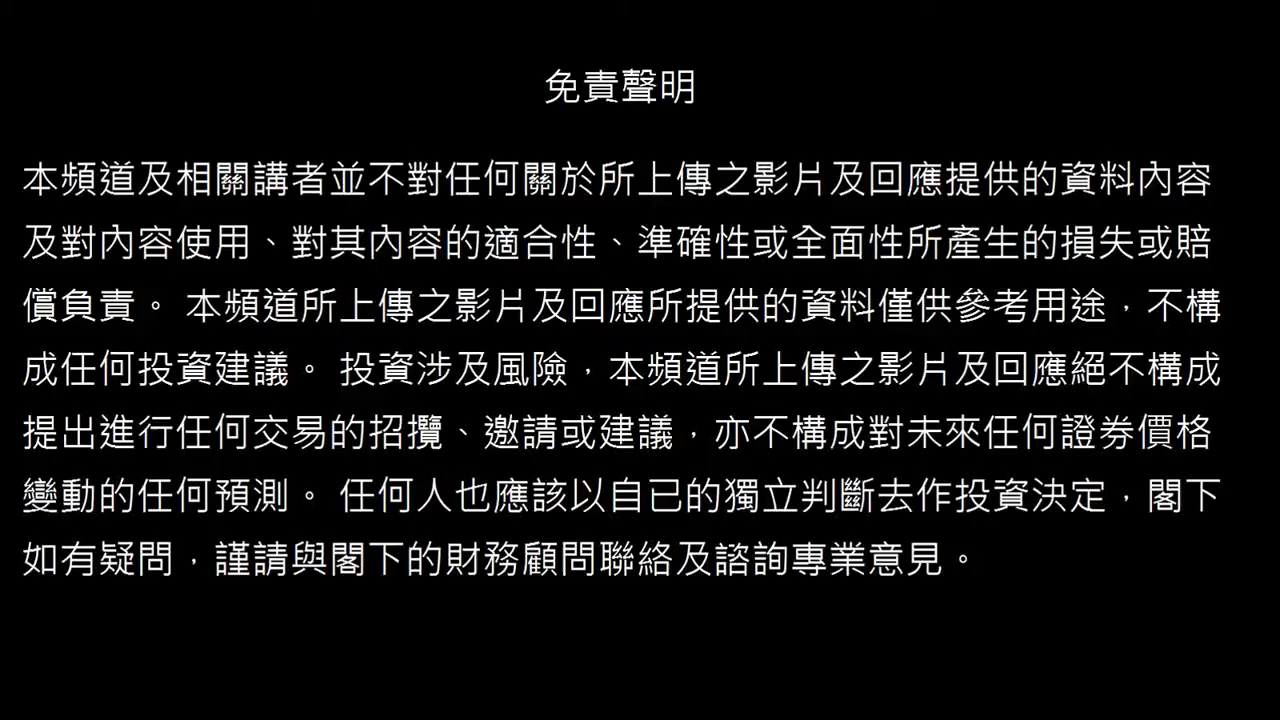 免責聲明
本頻道及相關講者並不對任何關於所上傳之影片及回應提供的資料內容
及對內容使用、對其內容的適合性、準確性或全面性所產生的損失或賠
償負責。 本頻道所上傳之影片及回應所提供的資料僅供參考用途，不構
成任何投資建議。 投資涉及風險，本頻道所上傳之影片及回應絕不構成
提出進行任何交易的招攬、邀請或建議，亦不構成對未來任何證券價格
變動的任何預測。 任何人也應該以自己的獨立判斷去作投資決定，閣下
如有疑問，謹請與閣下的財務顧問聯絡及諮詢專業意見。